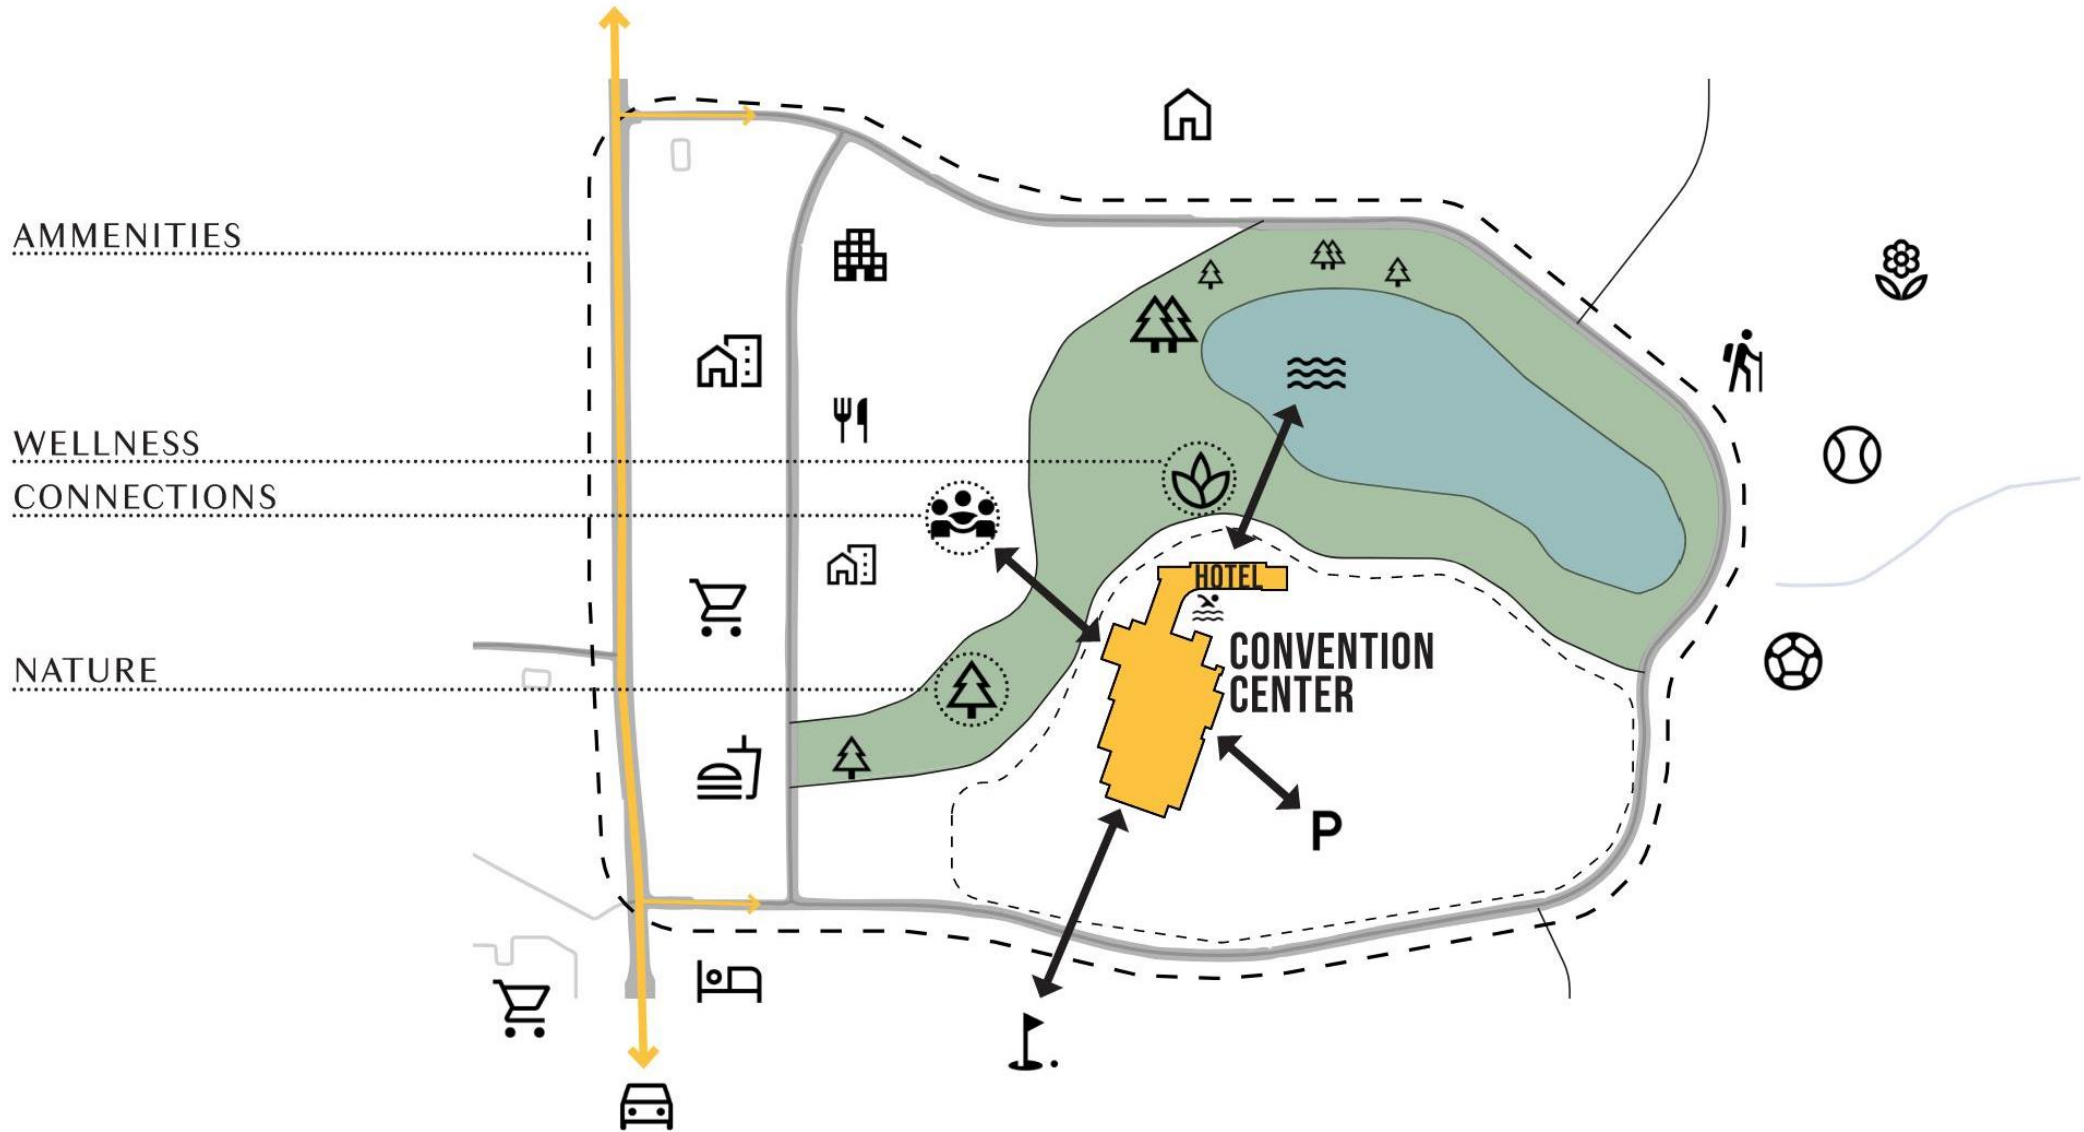 AMMENITIES
WELLNESS
CONNECTIONS
NATURE
HOTEL
CONVENTION
CENTER
P